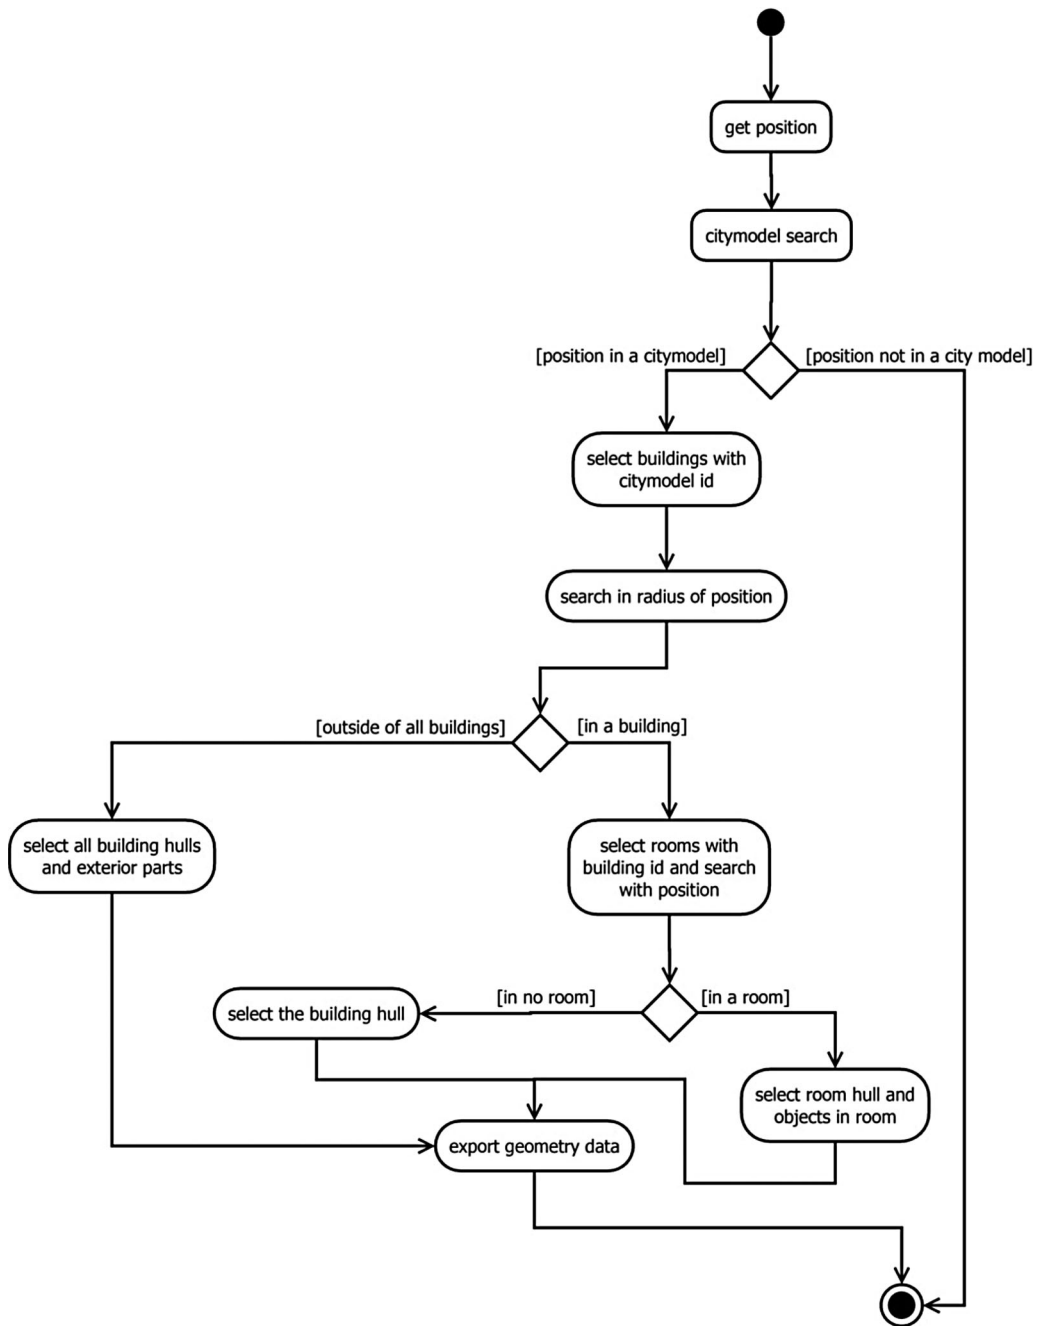 get position
citymodel search
[position in a citymodel]
[position not in a city model]
select buildings with
citymodel id
search in radius of position
[outside of all buildings]
[in a building]
select all building hulls
and exterior parts
select rooms with
building id and search
with position
[in no room]
[in a room]
select the building hull
select room hull and
objects in room
export geometry data